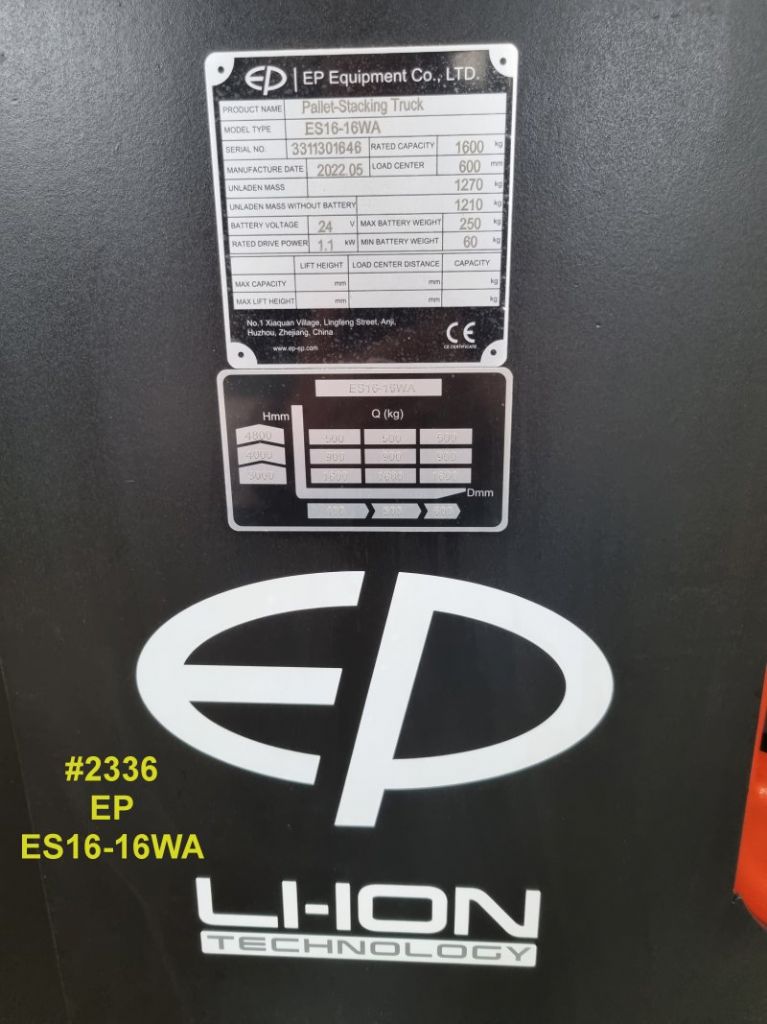 EP | EP Equipment Co., LTD.
PRODUCT NAME Pallet-Stacking Truck
MODEL TYPE ES16-16WA
SERIAL NO. 3311301646 RATED CAPACITY 1600 kg
MANUFACTURE DATE 2022.05 LOAD CENTER 600 mm
UNLADEN MASS 1270 kg
UNLADEN MASS WITHOUT BATTERY 1210 kg
BATTERY VOLTAGE 24 V MAX BATTERY WEIGHT 250 kg
RATED DRIVE POWER 1.1 kW MIN BATTERY WEIGHT 60 kg
LIFT HEIGHT LOAD CENTER DISTANCE CAPACITY
MAX CAPACITY mm mm kg
MAX LIFT HEIGHT mm mm kg
No.1 Xiaquan Village, Lingfeng Street, Anji,
Huzhou, Zhejiang, China
www.ep-ep.com
CE
CE CERTIFICATE
ES16-16WA
Hmm Q (kg)
4800 500 500 500
4000 900 900 900
3000 1600 1600 1600
Dmm
EP
#2336
EP
ES16-16WA
LI-ION
TECHNOLOGY